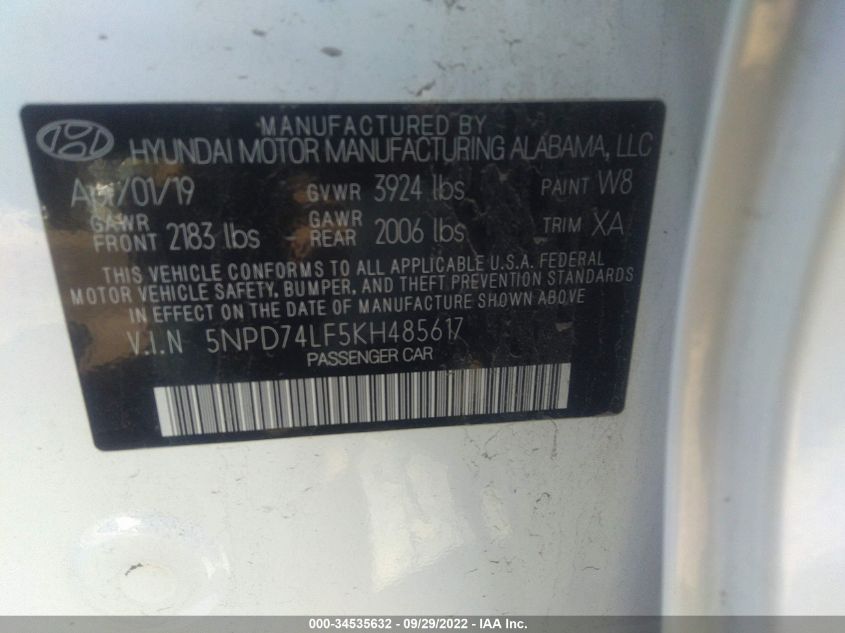 MANUFACTURED BY
HYUNDAI MOTOR MANUFACTURING ALABAMA, LLC
/01/19 GVWR 3924 lbs PAINT W8
GAWR FRONT 2183 lbs GAWR REAR 2006 lbs TRIM XA
THIS VEHICLE CONFORMS TO ALL APPLICABLE U.S.A. FEDERAL
MOTOR VEHICLE SAFETY, BUMPER, AND THEFT PREVENTION STANDARDS
IN EFFECT ON THE DATE OF MANUFACTURE SHOWN ABOVE.
V.I.N 5NPD74LF5KH485617
PASSENGER CAR
000-34535632 / 09/29/2022 / IAA Inc.